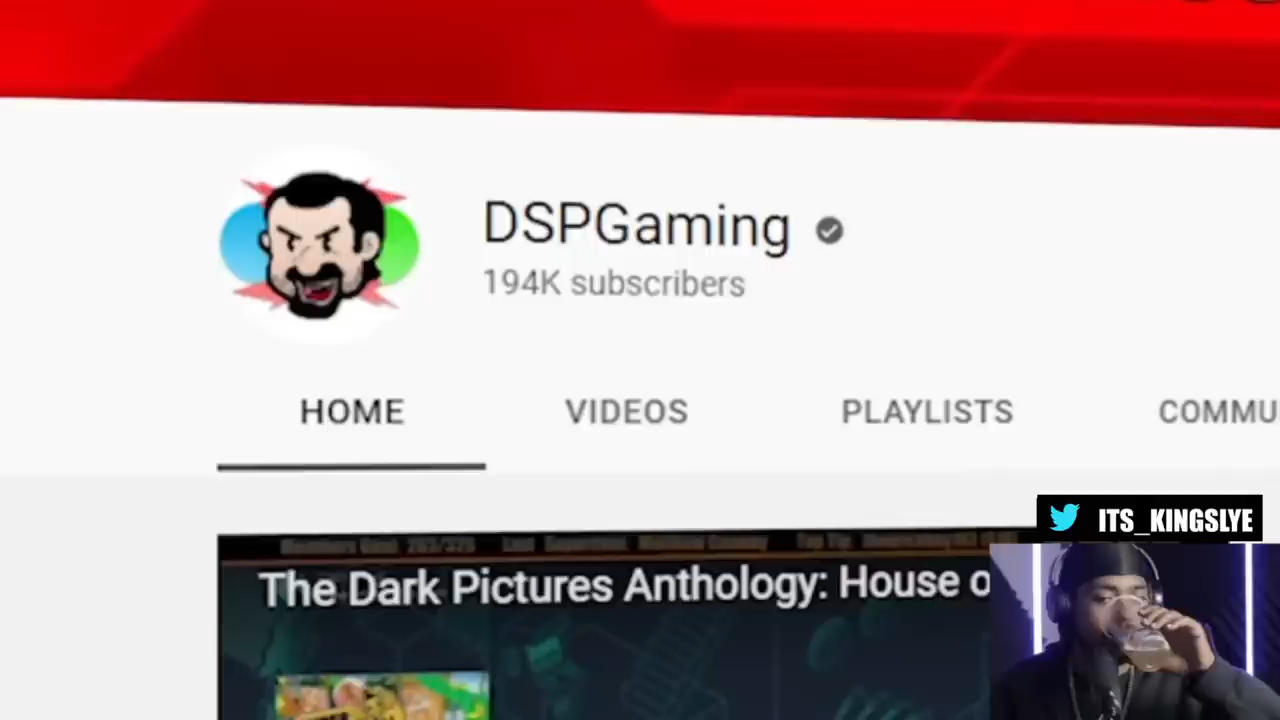 DSPGaming
194K subscribers
HOME VIDEOS PLAYLISTS COMMU
ITS_KINGSLYE
The Dark Pictures Anthology: House o